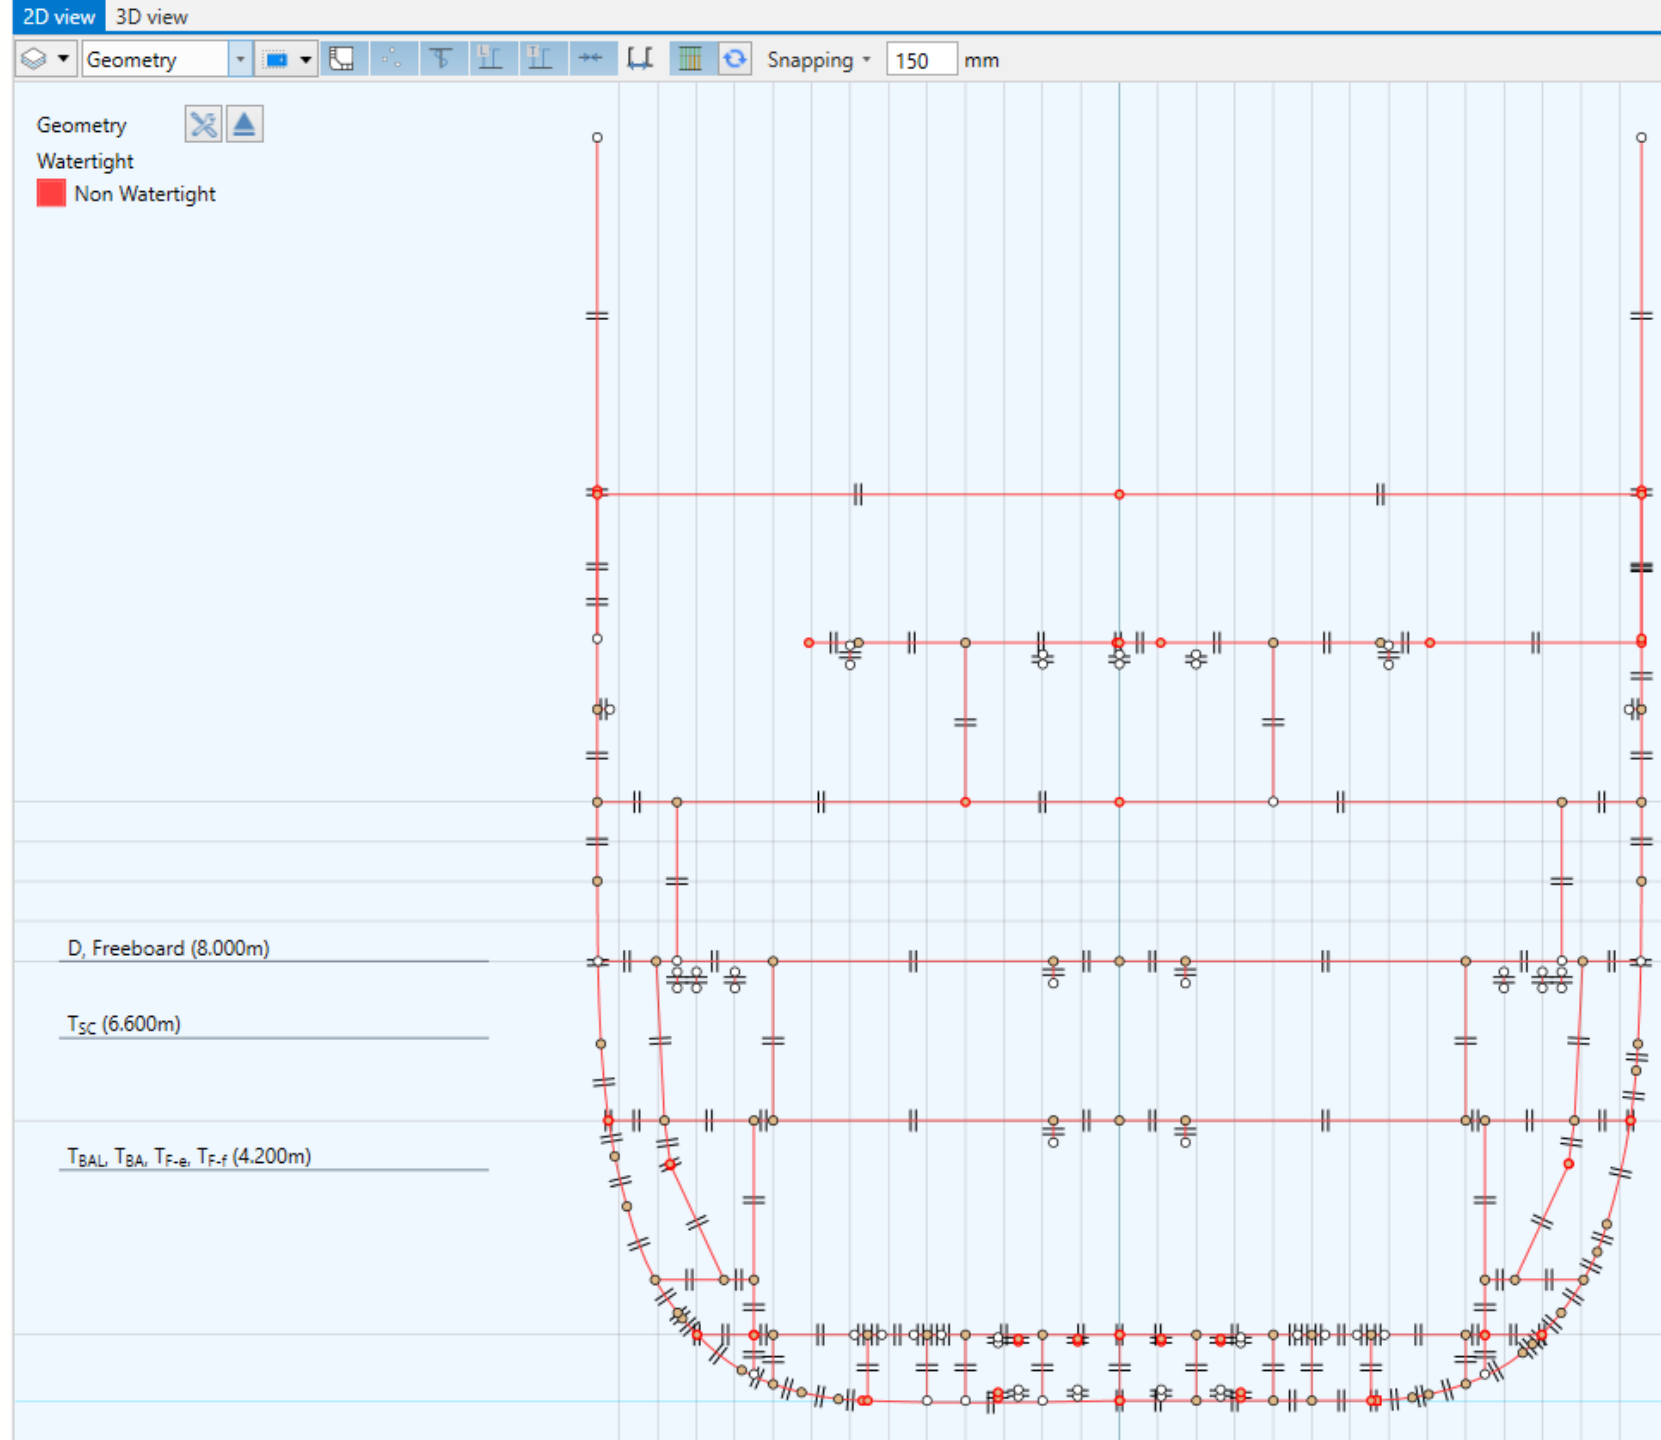 2D view 3D view
Geometry L T Snapping 150 mm
Geometry
Watertight
Non Watertight
D, Freeboard (8.000m)
TSC (6.600m)
TBAL, TBA, TF-e, TF-f (4.200m)